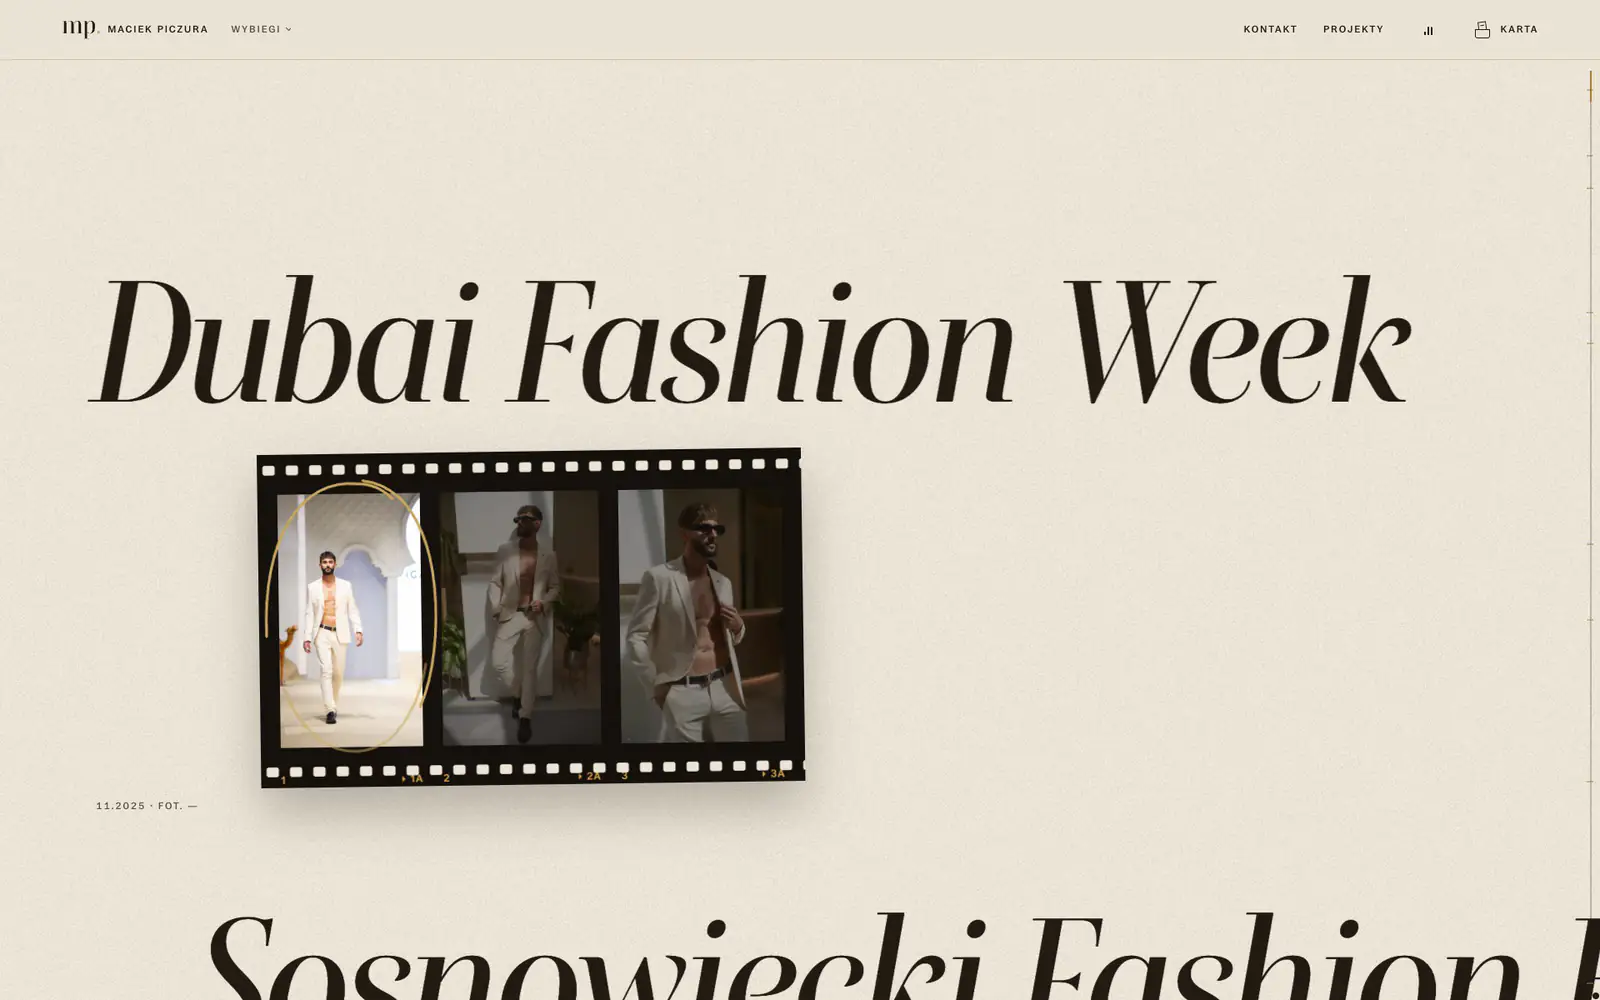 mp. MACIEK PICZURA WYBIEGI KONTAKT PROJEKTY KARTA
Dubai Fashion Week
1 1A 2 2A 3 3A
11.2025 · FOT. —
Sosnowiecki Fashion